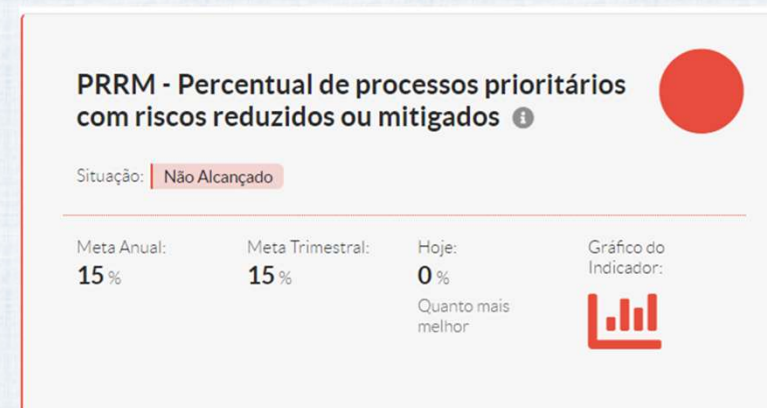 PRRM - Percentual de processos prioritários
com riscos reduzidos ou mitigados
Situação: Não Alcançado
Meta Anual:
15 %
Meta Trimestral:
15 %
Hoje:
0 %
Quanto mais
melhor
Gráfico do
Indicador: